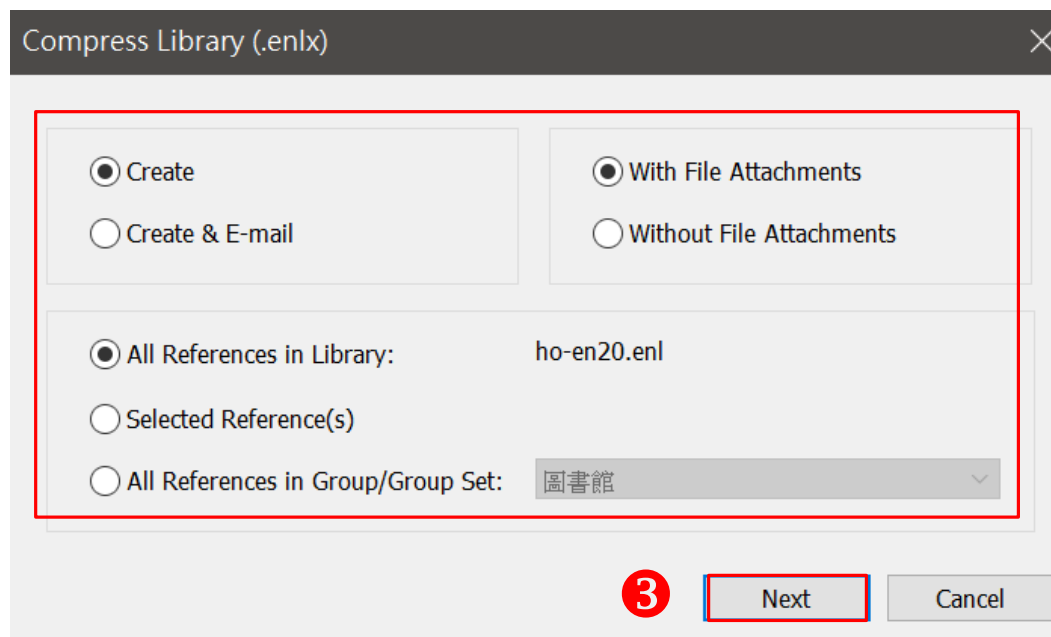 Compress Library (.enlx)
Create
With File Attachments
Create & E-mail
Without File Attachments
All References in Library:
ho-en20.enl
Selected Reference(s)
All References in Group/Group Set:
圖書館
3
Next
Cancel